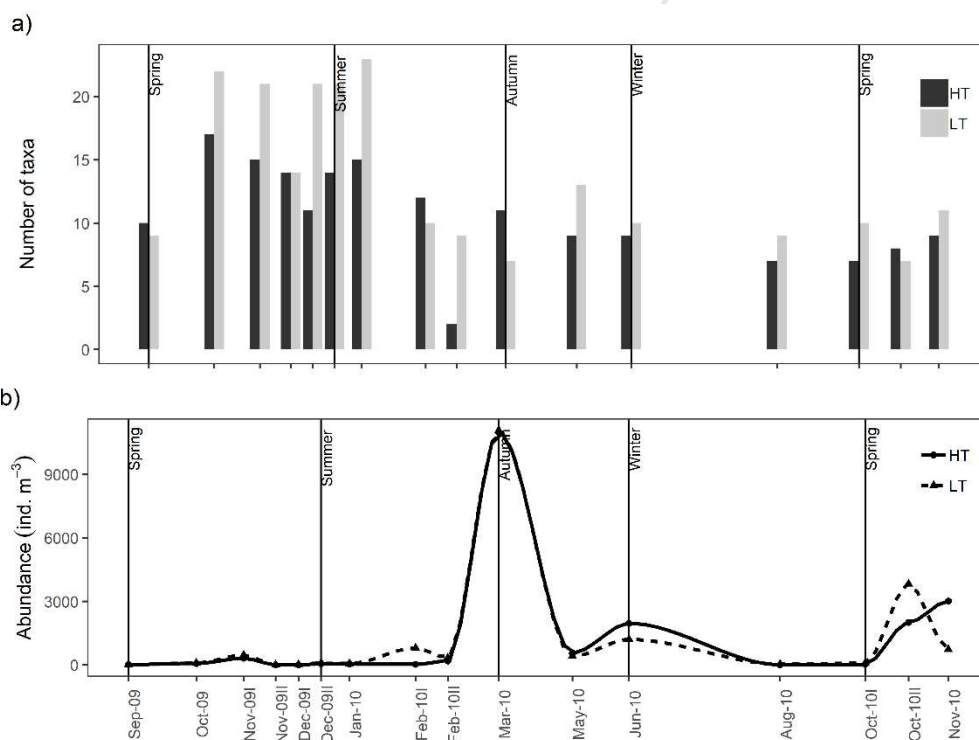 a)
Number of taxa
20
15
10
5
0
Spring
Summer
Autumn
Winter
Spring
HT
LT
b)
Abundance (ind. m⁻³)
9000
6000
3000
0
Spring
Summer
Autumn
Winter
Spring
HT
LT
Sep-09
Oct-09
Nov-09I
Nov-09II
Dec-09I
Dec-09II
Jan-10
Feb-10I
Feb-10II
Mar-10
May-10
Jun-10
Aug-10
Oct-10I
Oct-10II
Nov-10